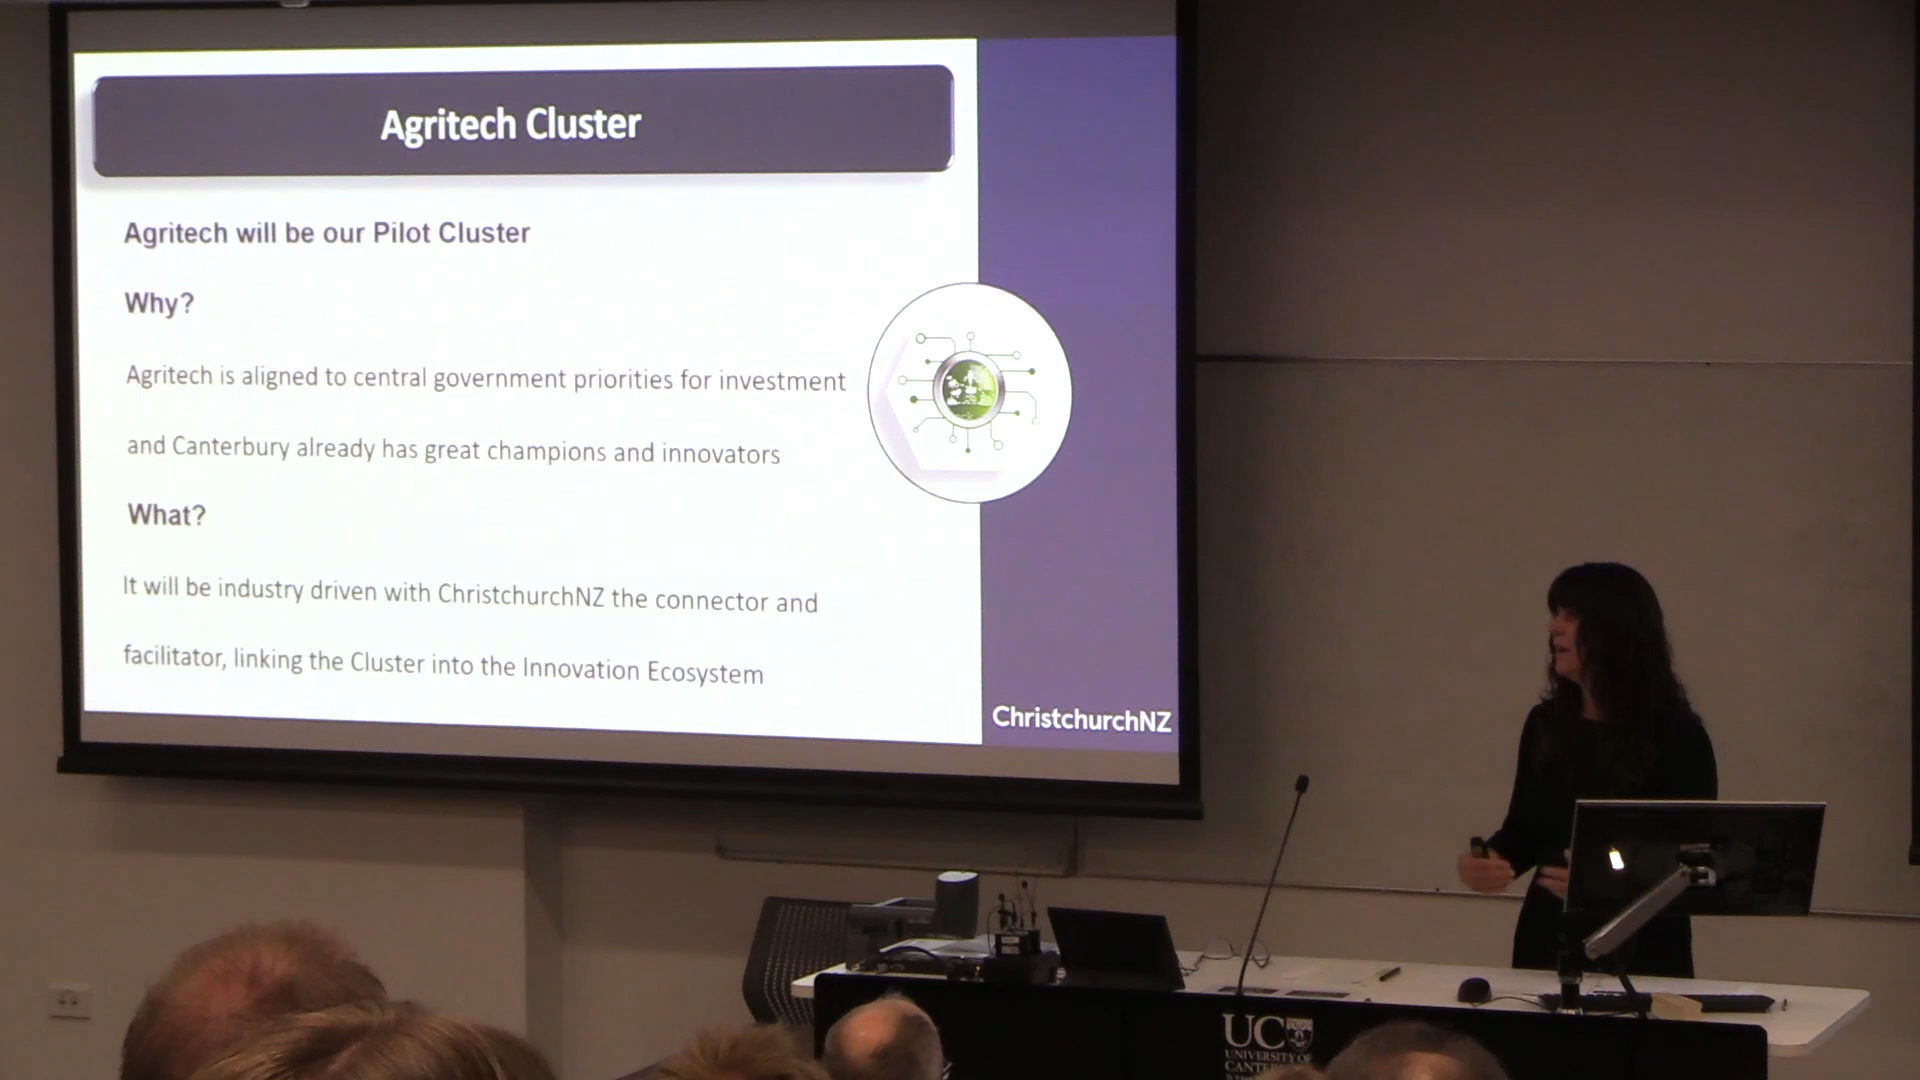 Agritech Cluster
Agritech will be our Pilot Cluster
Why?
Agritech is aligned to central government priorities for investment
and Canterbury already has great champions and innovators
What?
It will be industry driven with ChristchurchNZ the connector and
facilitator, linking the Cluster into the Innovation Ecosystem
ChristchurchNZ
UC
UNIVERSITY OF